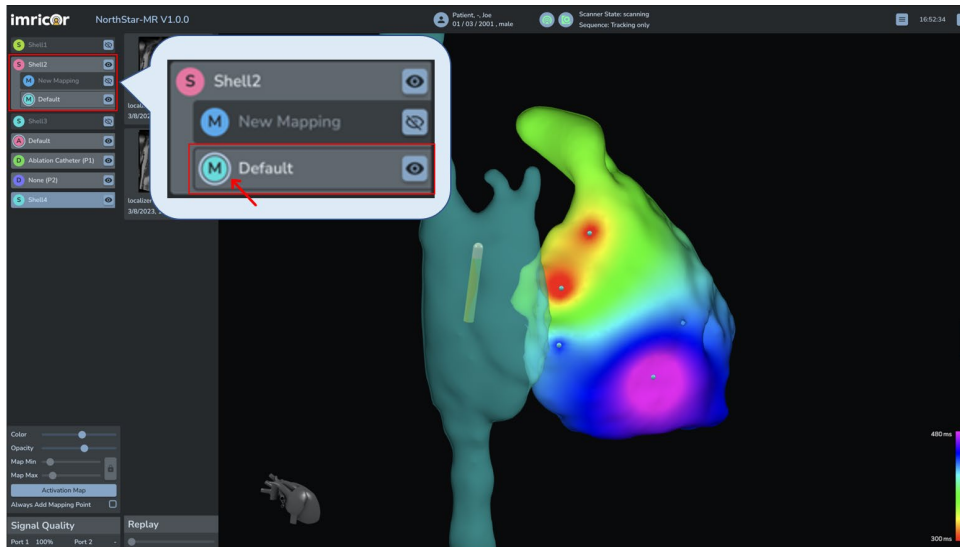 imricor
NorthStar-MR V1.0.0
Patient, -, Joe
01 / 03 / 2001 , male
Scanner State: scanning
Sequence: Tracking only
16:52:34
S Shell1
S Shell2
M New Mapping
M Default
S Shell3
A Default
D Ablation Catheter (P1)
D None (P2)
S Shell4
3/8/202
localizer
3/8/2023,
S Shell2
M New Mapping
M Default
Color
Opacity
Map Min
Map Max
Activation Map
Always Add Mapping Point
Signal Quality
Port 1 100% Port 2 -
Replay
480 ms
300 ms